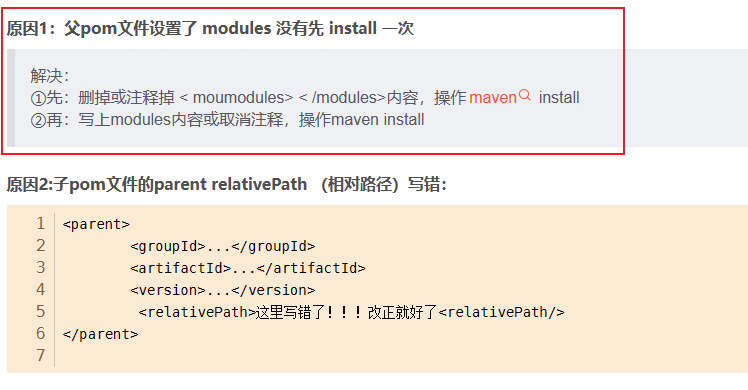 原因1：父pom文件设置了 modules 没有先 install 一次
解决：
①先：删掉或注释掉 < moumodules> < /modules>内容，操作 maven install
②再：写上modules内容或取消注释，操作maven install
原因2:子pom文件的parent relativePath （相对路径）写错：
1 <parent>
2 <groupId>...</groupId>
3 <artifactId>...</artifactId>
4 <version>...</version>
5 <relativePath>这里写错了！！！改正就好了<relativePath/>
6 </parent>
7